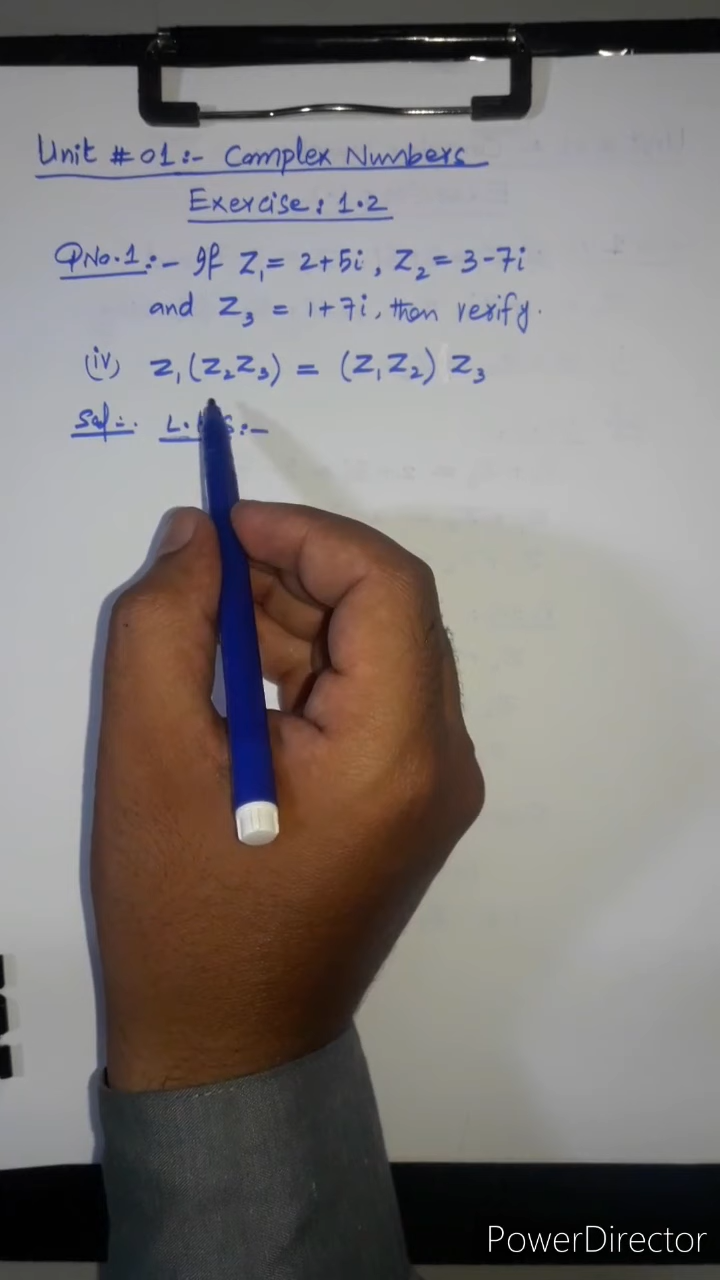 Unit # 01:- Complex Numbers
Exercise: 1.2
QNo.1:- If Z₁ = 2+5i, Z₂ = 3-7i
and Z₃ = 1+7i, then verify.
(iv) Z₁(Z₂Z₃) = (Z₁Z₂) Z₃
Sol:-
PowerDirector